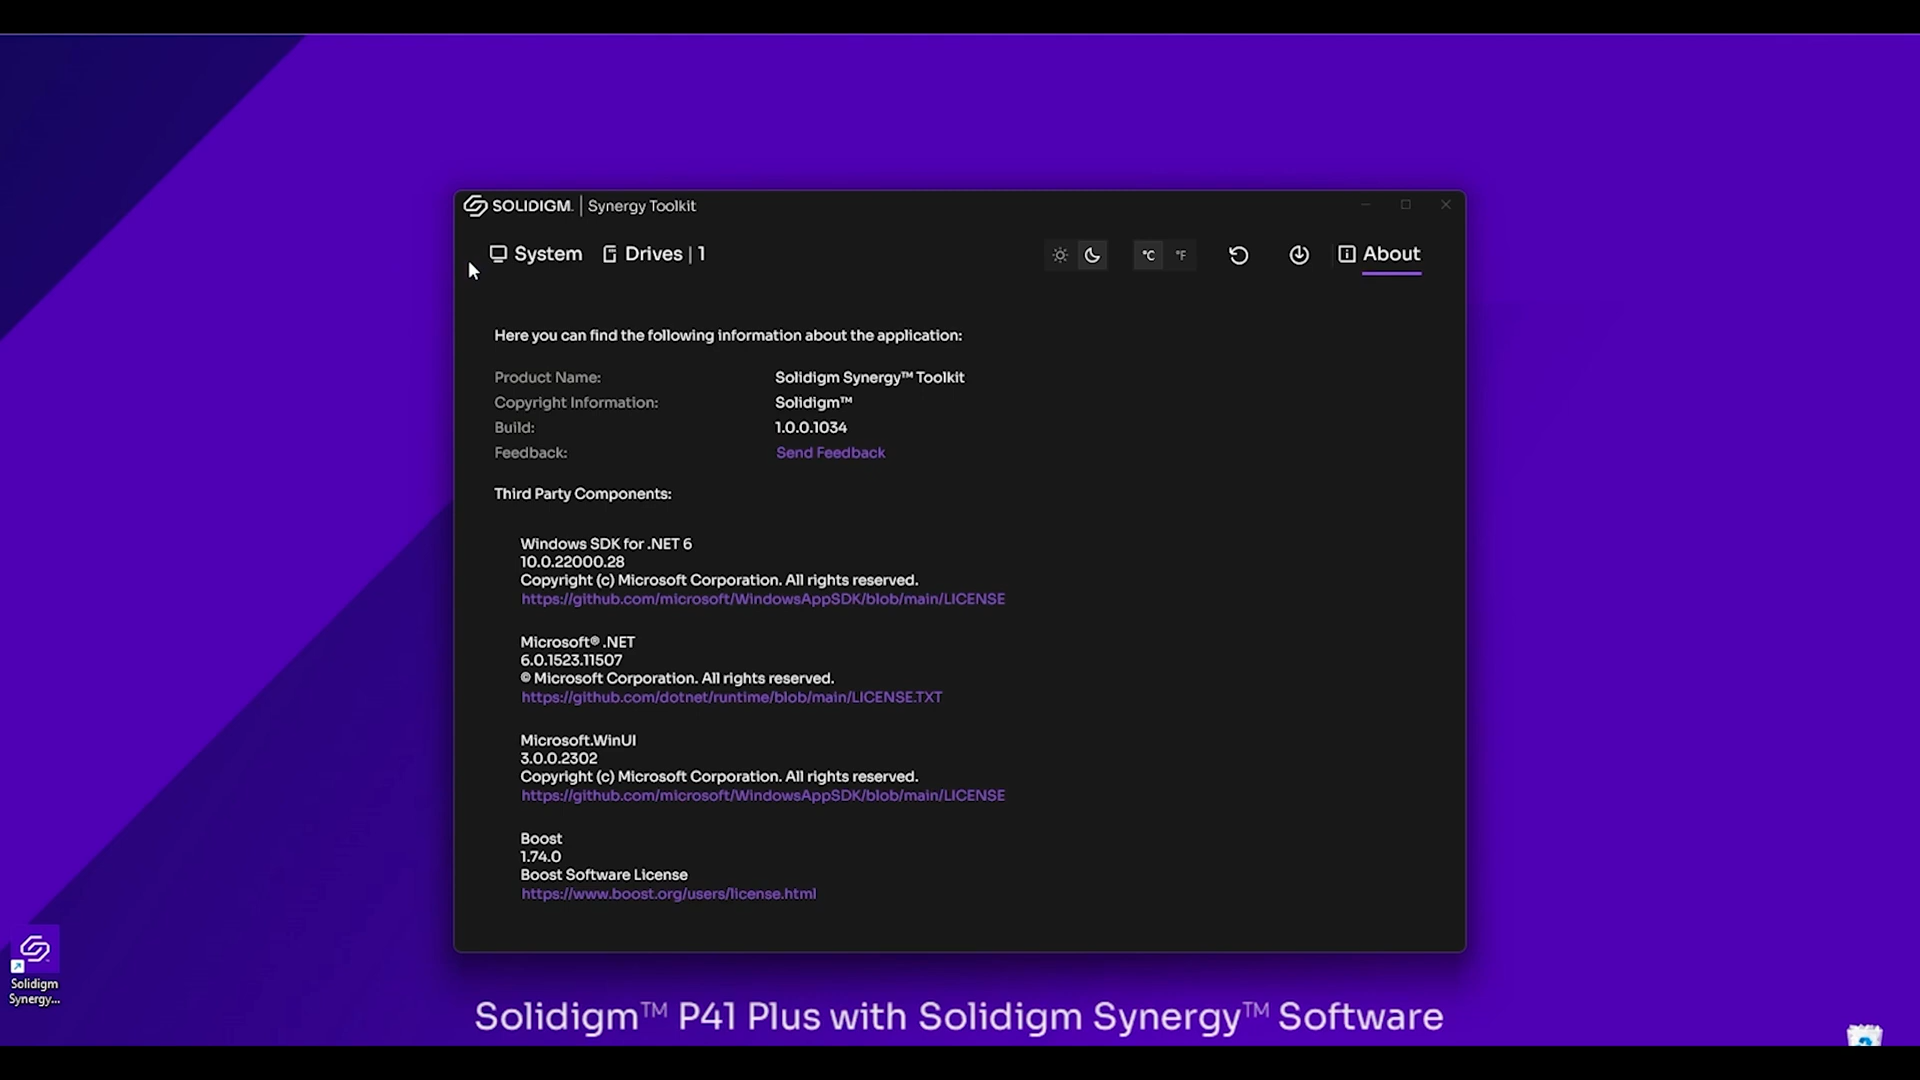 SOLIDIGM. | Synergy Toolkit
System Drives | 1 °C °F About
Here you can find the following information about the application:
Product Name: Solidigm Synergy™ Toolkit
Copyright Information: Solidigm™
Build: 1.0.0.1034
Feedback: Send Feedback
Third Party Components:
Windows SDK for .NET 6
10.0.22000.28
Copyright (c) Microsoft Corporation. All rights reserved.
https://github.com/microsoft/WindowsAppSDK/blob/main/LICENSE
Microsoft® .NET
6.0.1523.11507
© Microsoft Corporation. All rights reserved.
https://github.com/dotnet/runtime/blob/main/LICENSE.TXT
Microsoft.WinUI
3.0.0.2302
Copyright (c) Microsoft Corporation. All rights reserved.
https://github.com/microsoft/WindowsAppSDK/blob/main/LICENSE
Boost
1.74.0
Boost Software License
https://www.boost.org/users/license.html
Solidigm
Synergy...
Solidigm™ P41 Plus with Solidigm Synergy™ Software